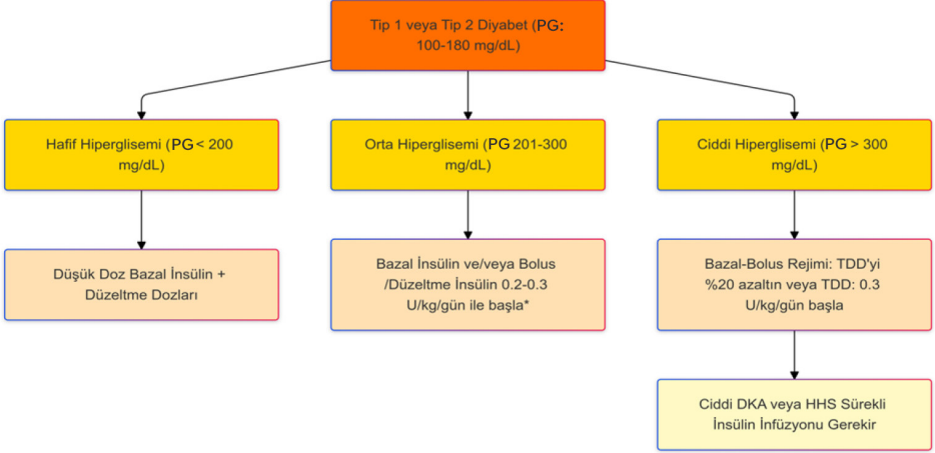 Tip 1 veya Tip 2 Diyabet (PG:
100-180 mg/dL)
Hafif Hiperglisemi (PG < 200
mg/dL)
Orta Hiperglisemi (PG 201-300
mg/dL)
Ciddi Hiperglisemi (PG > 300
mg/dL)
Düşük Doz Bazal İnsülin +
Düzeltme Dozları
Bazal İnsülin ve/veya Bolus
/Düzeltme İnsülin 0.2-0.3
U/kg/gün ile başla*
Bazal-Bolus Rejimi: TDD'yi
%20 azaltın veya TDD: 0.3
U/kg/gün başla
Ciddi DKA veya HHS Sürekli
İnsülin İnfüzyonu Gerekir